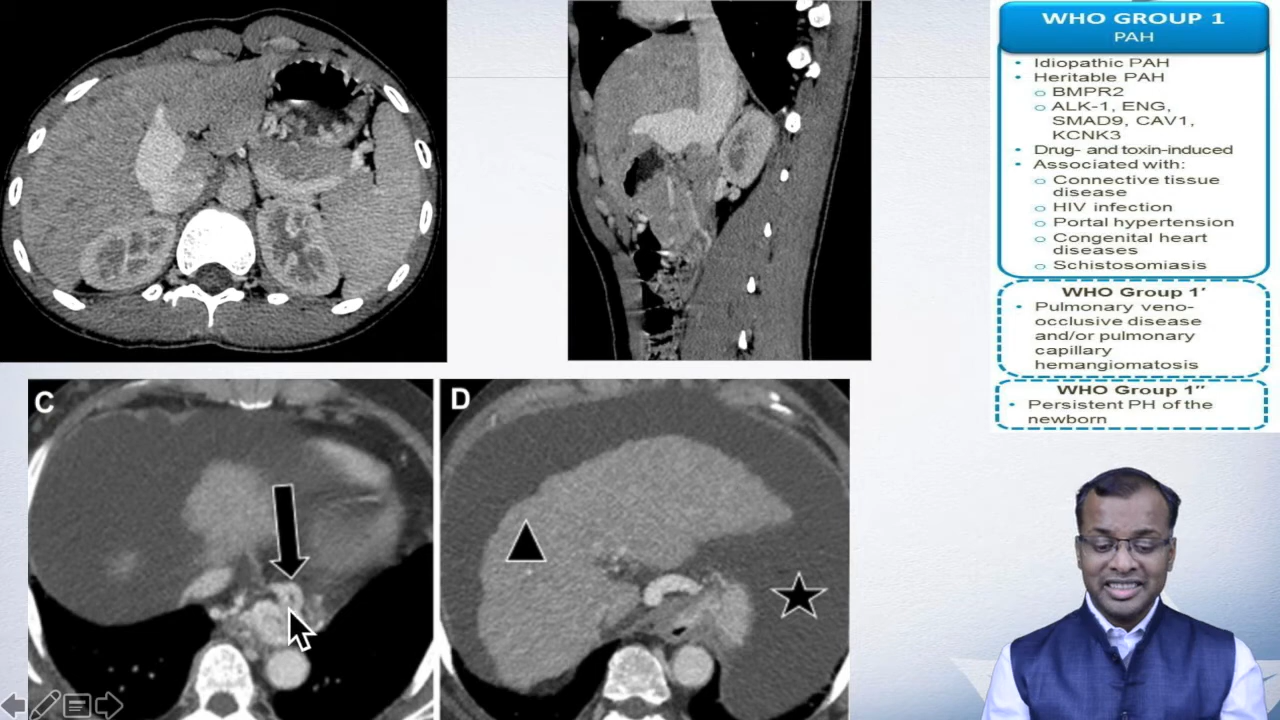 WHO GROUP 1
PAH
• Idiopathic PAH
• Heritable PAH
o BMPR2
o ALK-1, ENG,
SMAD9, CAV1,
KCNK3
• Drug- and toxin-induced
• Associated with:
o Connective tissue
disease
o HIV infection
o Portal hypertension
o Congenital heart
diseases
o Schistosomiasis
WHO Group 1′
• Pulmonary veno-
occlusive disease
and/or pulmonary
capillary
hemangiomatosis
WHO Group 1″
• Persistent PH of the
newborn
C
D